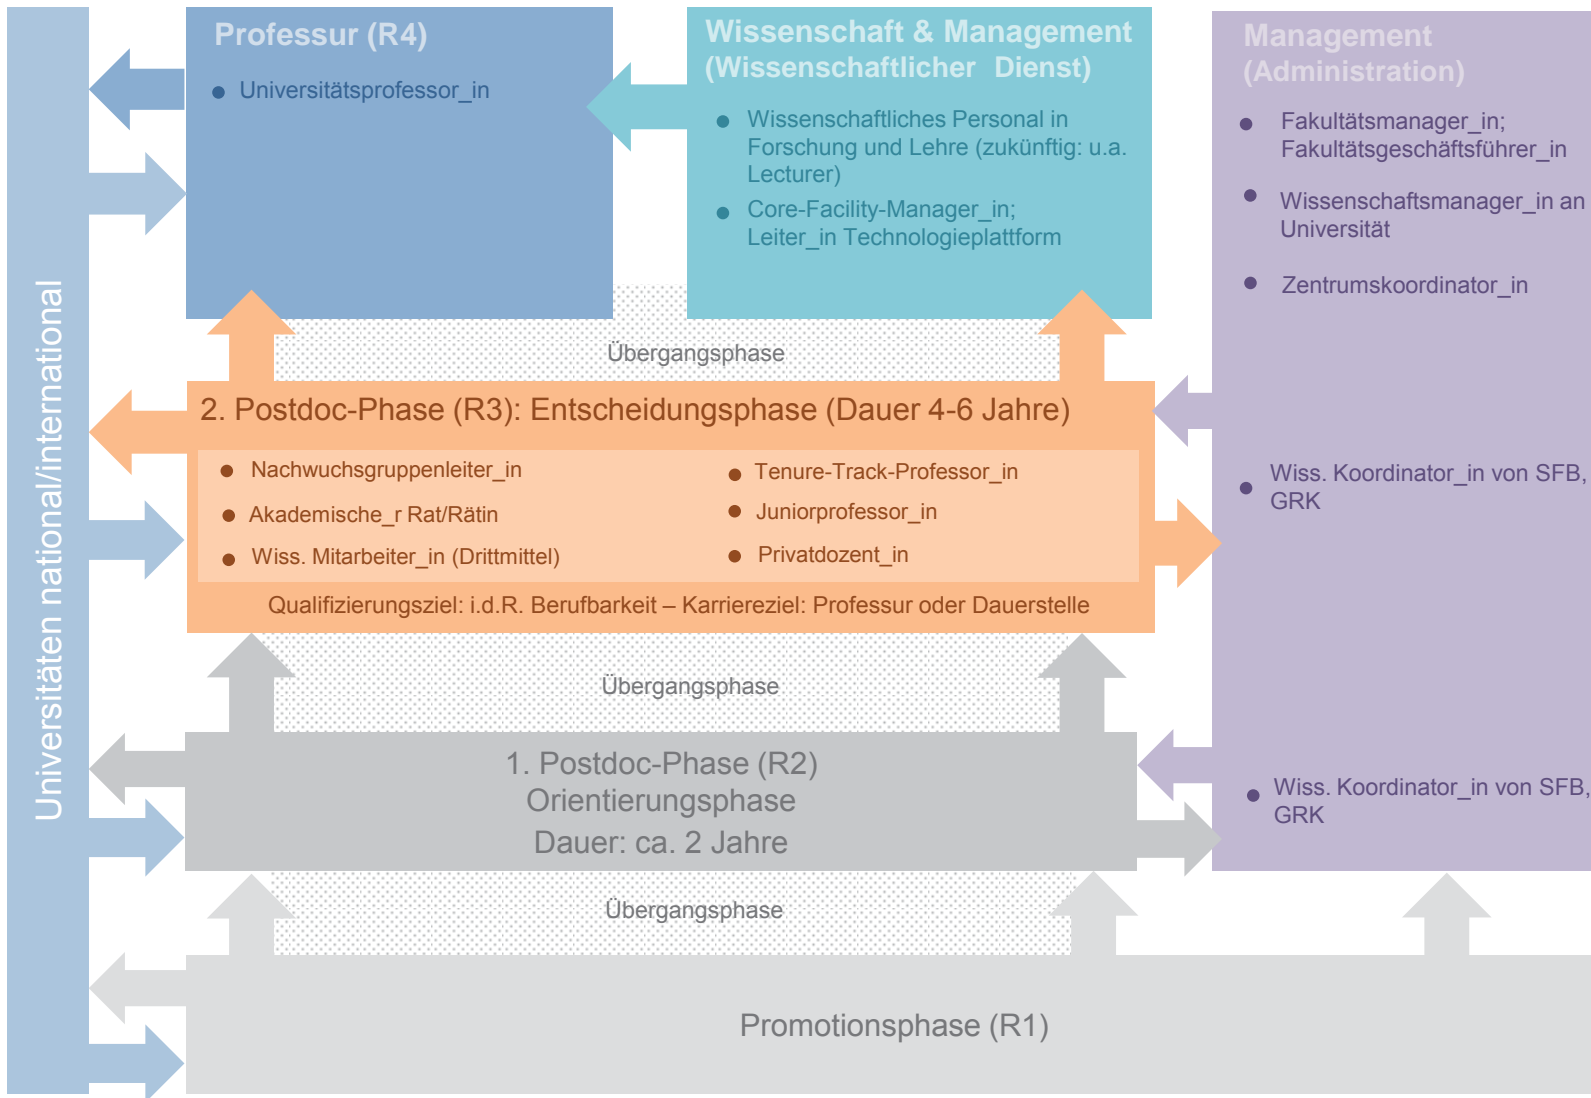 Universitäten national/international
Professur (R4)
Universitätsprofessor_in
Wissenschaft & Management
(Wissenschaftlicher Dienst)
Wissenschaftliches Personal in
Forschung und Lehre (zukünftig: u.a.
Lecturer)
Core-Facility-Manager_in;
Leiter_in Technologieplattform
Management
(Administration)
Fakultätsmanager_in;
Fakultätsgeschäftsführer_in
Wissenschaftsmanager_in an
Universität
Zentrumskoordinator_in
Wiss. Koordinator_in von SFB,
GRK
Wiss. Koordinator_in von SFB,
GRK
Übergangsphase
2. Postdoc-Phase (R3): Entscheidungsphase (Dauer 4-6 Jahre)
Nachwuchsgruppenleiter_in
Akademische_r Rat/Rätin
Wiss. Mitarbeiter_in (Drittmittel)
Tenure-Track-Professor_in
Juniorprofessor_in
Privatdozent_in
Qualifizierungsziel: i.d.R. Berufbarkeit – Karriereziel: Professur oder Dauerstelle
Übergangsphase
1. Postdoc-Phase (R2)
Orientierungsphase
Dauer: ca. 2 Jahre
Übergangsphase
Promotionsphase (R1)